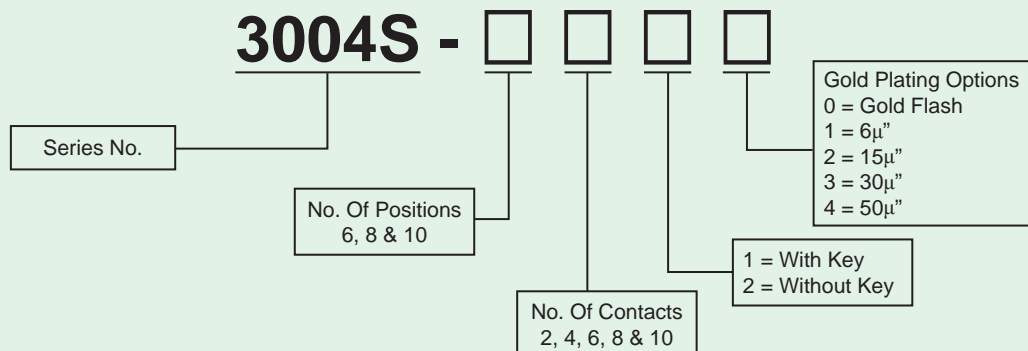 3004S - □ □ □ □
Series No.
No. Of Positions
6, 8 & 10
No. Of Contacts
2, 4, 6, 8 & 10
1 = With Key
2 = Without Key
Gold Plating Options
0 = Gold Flash
1 = 6μ”
2 = 15μ”
3 = 30μ”
4 = 50μ”